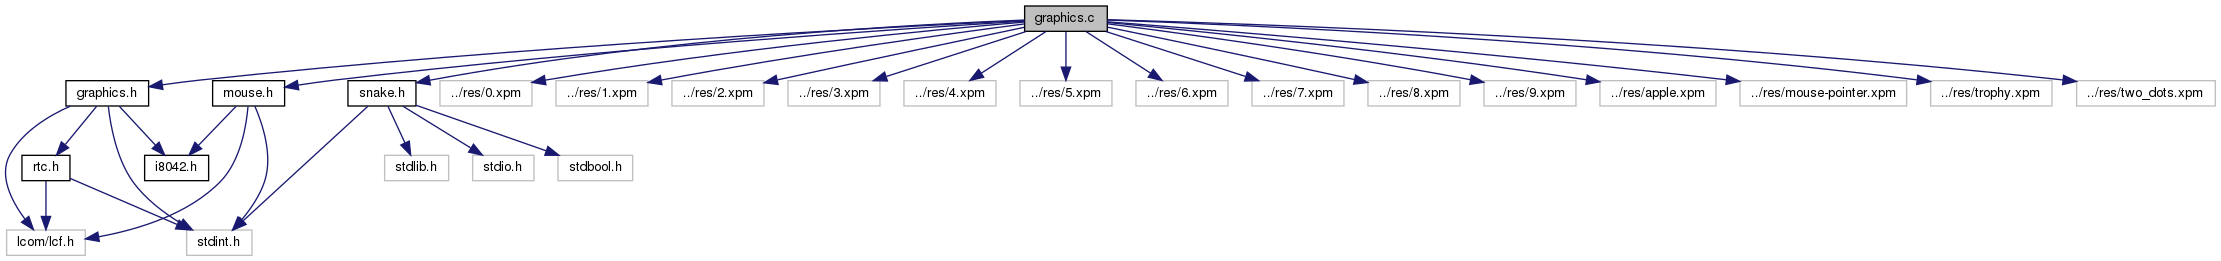 graphics.c
graphics.h
mouse.h
snake.h
../res/0.xpm
../res/1.xpm
../res/2.xpm
../res/3.xpm
../res/4.xpm
../res/5.xpm
../res/6.xpm
../res/7.xpm
../res/8.xpm
../res/9.xpm
../res/apple.xpm
../res/mouse-pointer.xpm
../res/trophy.xpm
../res/two_dots.xpm
rtc.h
i8042.h
stdlib.h
stdio.h
stdbool.h
lcom/lcf.h
stdint.h